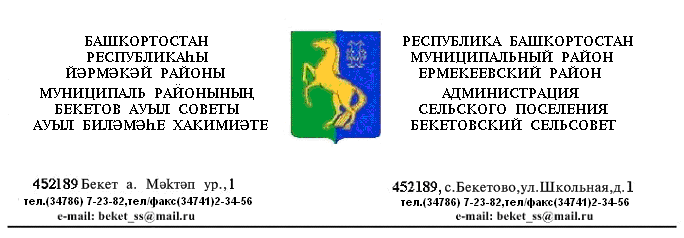 БАШКОРТОСТАН
РЕСПУБЛИКАҺЫ
ЙӘРМӘКӘЙ РАЙОНЫ
МУНИЦИПАЛЬ РАЙОНЫНЫҢ
БЕКЕТОВ АУЫЛ СОВЕТЫ
АУЫЛ БИЛӘМӘҺЕ ХАКИМИӘТЕ
452189 Бекет а. Мәктәп ур., 1
тел.(34786) 7-23-82,тел/факс(34741)2-34-56
e-mail: beket_ss@mail.ru
РЕСПУБЛИКА БАШКОРТОСТАН
МУНИЦИПАЛЬНЫЙ РАЙОН
ЕРМЕКЕЕВСКИЙ РАЙОН
АДМИНИСТРАЦИЯ
СЕЛЬСКОГО ПОСЕЛЕНИЯ
БЕКЕТОВСКИЙ СЕЛЬСОВЕТ
452189, с.Бекетово,ул.Школьная,д.1
тел.(34786) 7-23-82,тел/факс(34741)2-34-56
e-mail: beket_ss@mail.ru